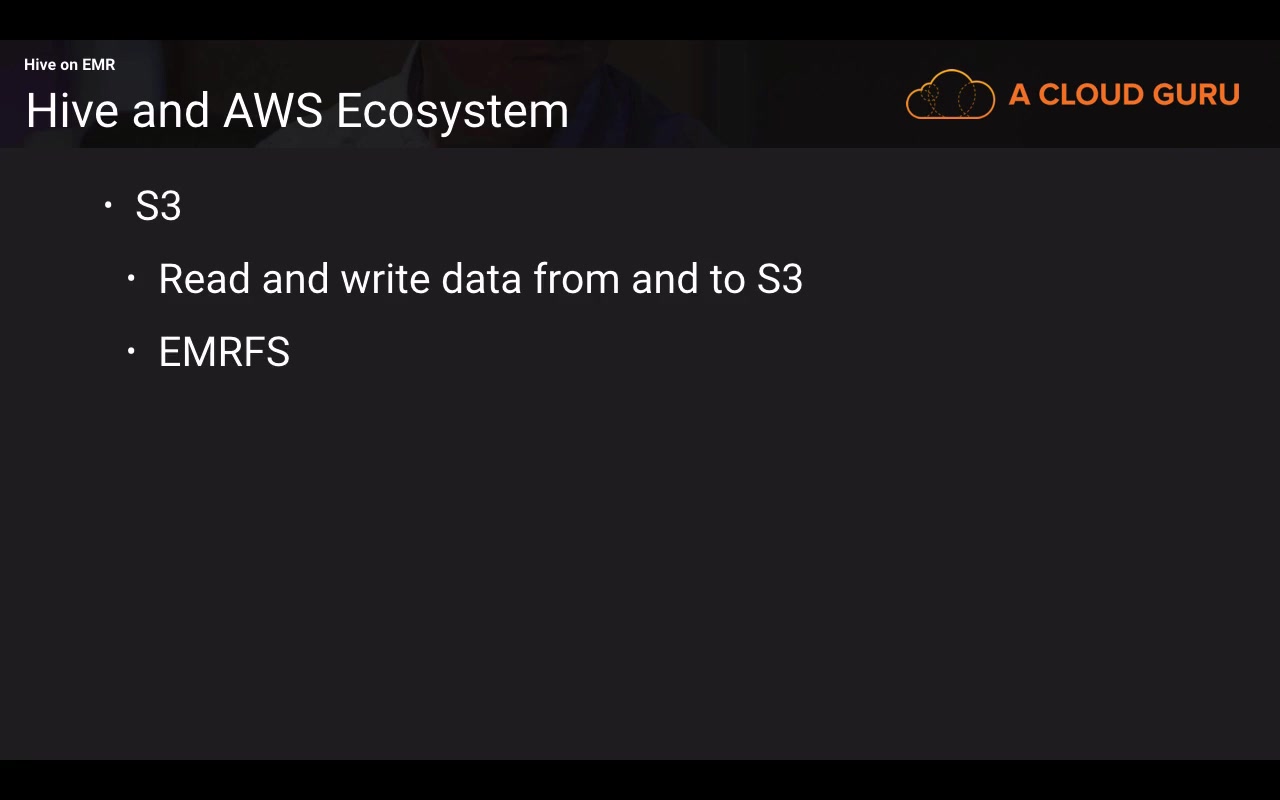 Hive on EMR
Hive and AWS Ecosystem
A CLOUD GURU
• S3
• Read and write data from and to S3
• EMRFS